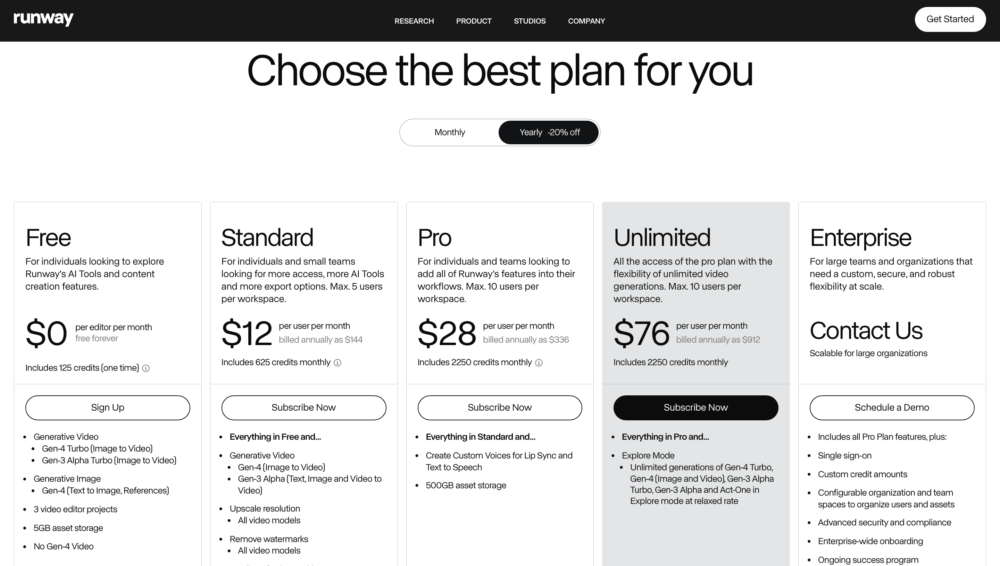 runway
RESEARCH
PRODUCT
STUDIOS
COMPANY
Get Started
Choose the best plan for you
Monthly
Yearly -20% off
Free
For individuals looking to explore
Runway’s AI Tools and content
creation features.
$0
per editor per month
free forever
Includes 125 credits (one time)
Sign Up
Generative Video
Gen-4 Turbo (Image to Video)
Gen-3 Alpha Turbo (Image to Video)
Generative Image
Gen-4 (Text to Image, References)
3 video editor projects
5GB asset storage
No Gen-4 Video
Standard
For individuals and small teams
looking for more access, more AI Tools
and more export options. Max. 5 users
per workspace.
$12
per user per month
billed annually as $144
Includes 625 credits monthly
Subscribe Now
Everything in Free and...
Generative Video
Gen-4 (Image to Video)
Gen-3 Alpha (Text, Image and Video to
Video)
Upscale resolution
All video models
Remove watermarks
All video models
Pro
For individuals and teams looking to
add all of Runway’s features into their
workflows. Max. 10 users per
workspace.
$28
per user per month
billed annually as $336
Includes 2250 credits monthly
Subscribe Now
Everything in Standard and...
Create Custom Voices for Lip Sync and
Text to Speech
500GB asset storage
Unlimited
All the access of the pro plan with the
flexibility of unlimited video
generations. Max. 10 users per
workspace.
$76
per user per month
billed annually as $912
Includes 2250 credits monthly
Subscribe Now
Everything in Pro and...
Explore Mode
Unlimited generations of Gen-4 Turbo,
Gen-4 (Image and Video), Gen-3 Alpha
Turbo, Gen-3 Alpha and Act-One in
Explore mode at relaxed rate
Enterprise
For large teams and organizations that
need a custom, secure, and robust
flexibility at scale.
Contact Us
Scalable for large organizations
Schedule a Demo
Includes all Pro Plan features, plus:
Single sign-on
Custom credit amounts
Configurable organization and team
spaces to organize users and assets
Advanced security and compliance
Enterprise-wide onboarding
Ongoing success program